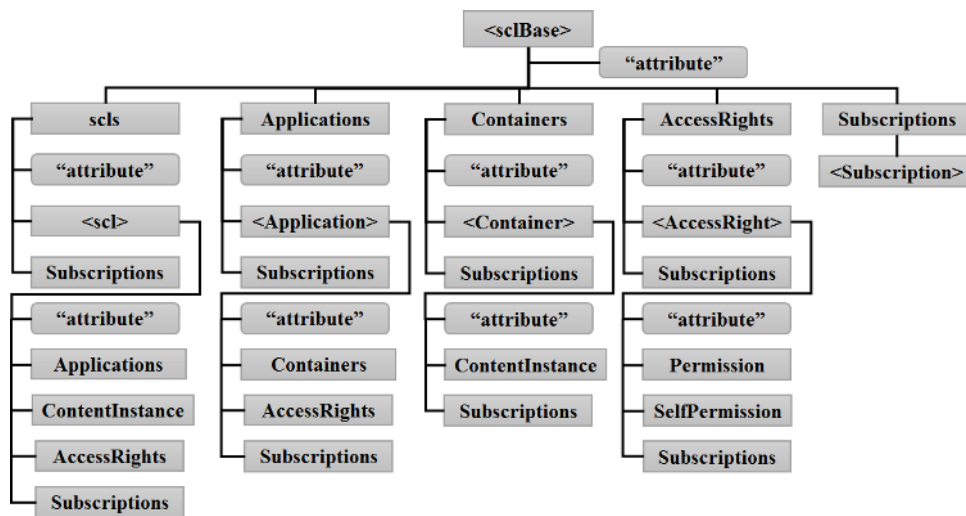 <sclBase>
“attribute”
scls
Applications
Containers
AccessRights
Subscriptions
“attribute”
“attribute”
“attribute”
“attribute”
<Subscription>
<scl>
<Application>
<Container>
<AccessRight>
Subscriptions
Subscriptions
Subscriptions
Subscriptions
“attribute”
“attribute”
“attribute”
“attribute”
Applications
Containers
ContentInstance
Permission
ContentInstance
AccessRights
Subscriptions
SelfPermission
AccessRights
Subscriptions
Subscriptions
Subscriptions